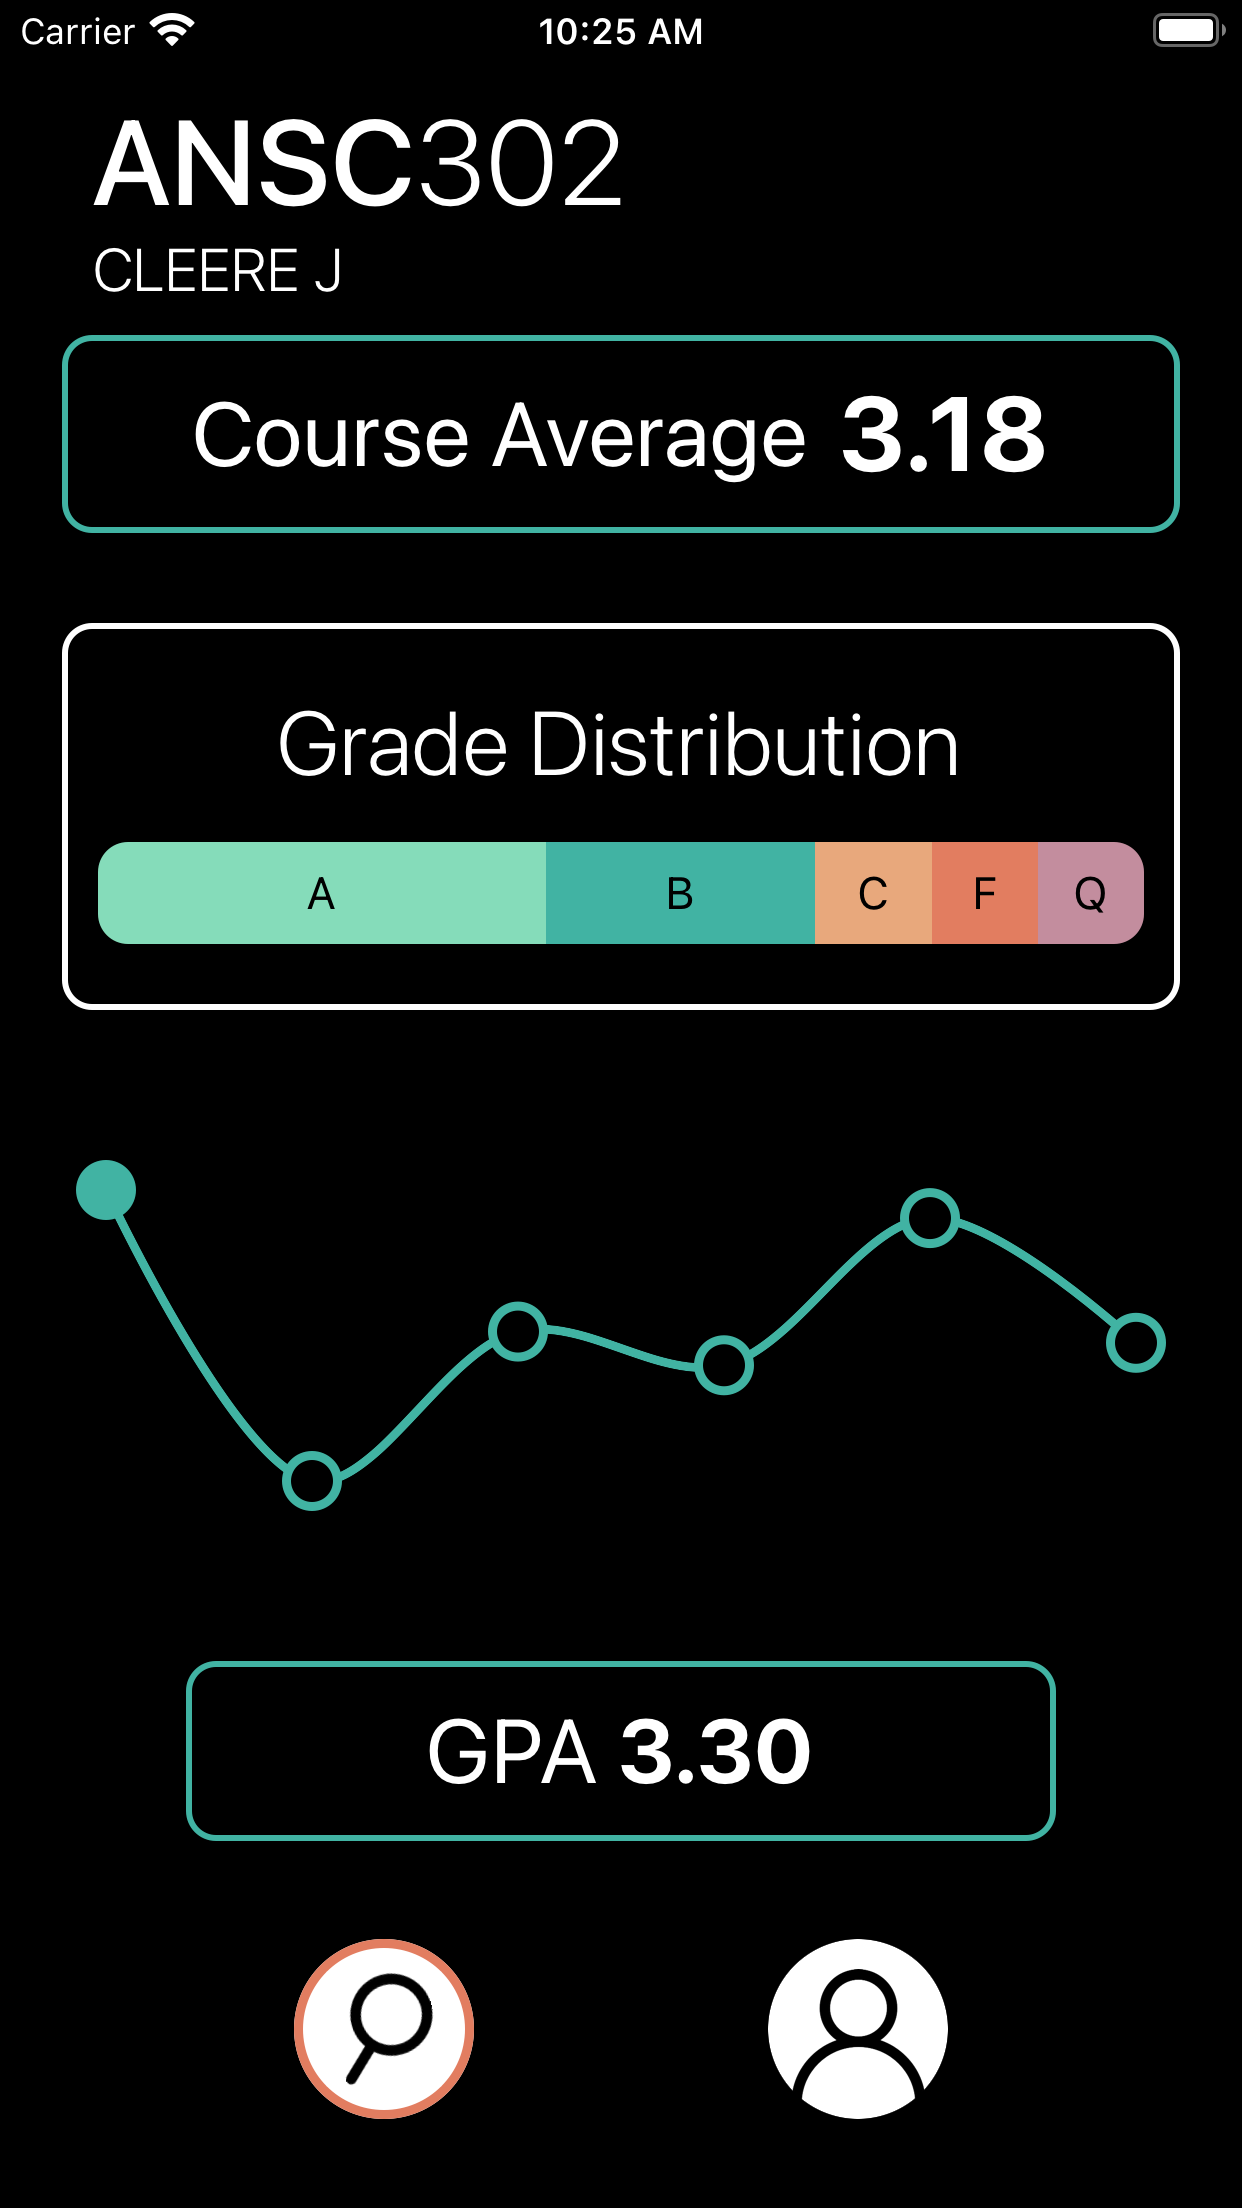 Carrier 10:25 AM
ANSC302
CLEERE J
Course Average 3.18
Grade Distribution
A B C F Q
GPA 3.30